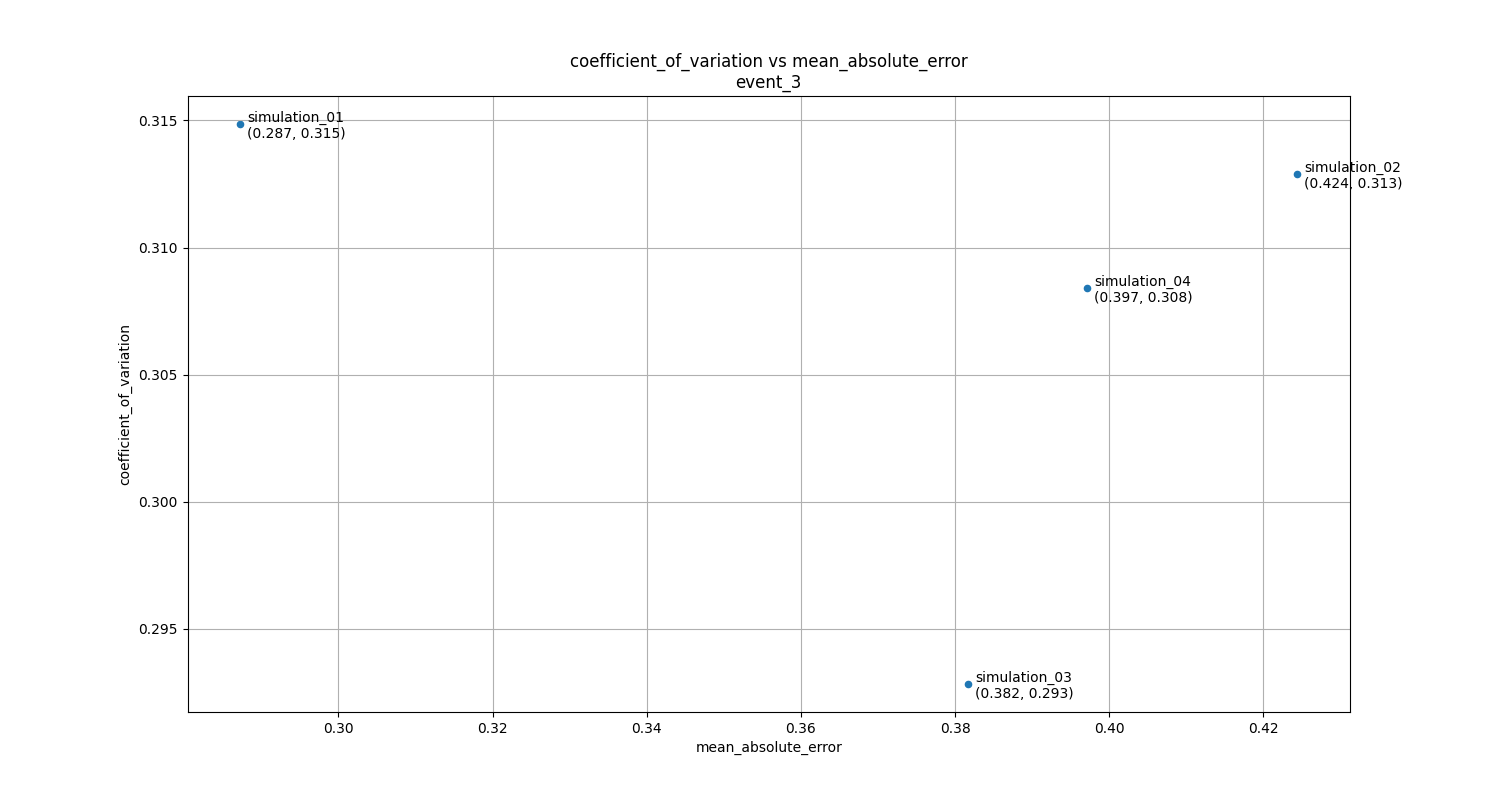 coefficient_of_variation vs mean_absolute_error
event_3
0.315
0.310
0.305
0.300
0.295
coefficient_of_variation
simulation_01
(0.287, 0.315)
simulation_02
(0.424, 0.313)
simulation_04
(0.397, 0.308)
simulation_03
(0.382, 0.293)
0.30
0.32
0.34
0.36
0.38
0.40
0.42
mean_absolute_error